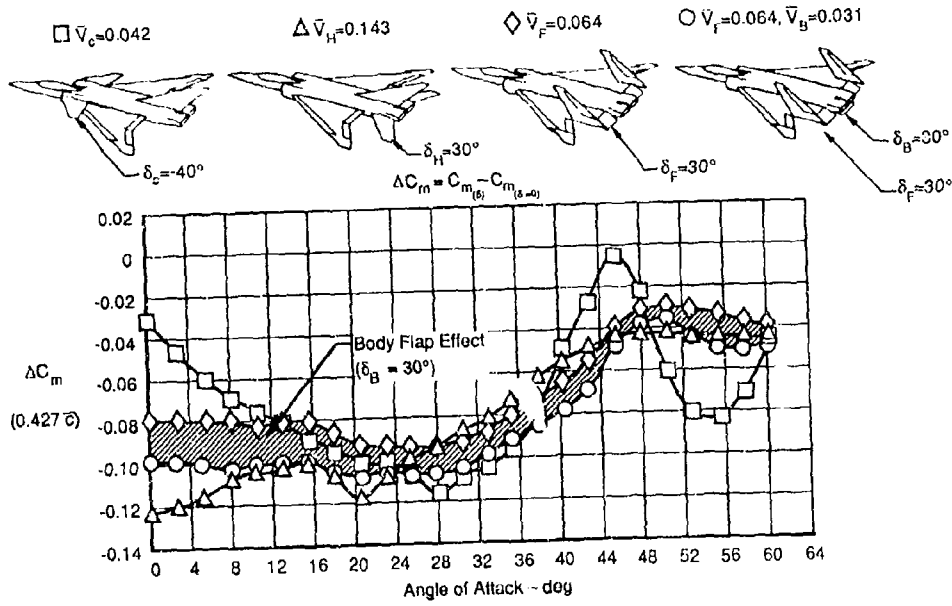 □ V̄c=0.042
△ V̄H=0.143
◇ V̄F=0.064
○ V̄F=0.064, V̄B=0.031
δc=-40°
δH=30°
δF=30°
δB=30°
δF=30°
ΔCm = Cm(δ) - Cm(δ=0)
0.02
0
-0.02
-0.04
-0.06
-0.08
-0.10
-0.12
-0.14
ΔCm
(0.427 c̄)
Body Flap Effect
(δB = 30°)
0 4 8 12 16 20 24 28 32 36 40 44 48 52 56 60 64
Angle of Attack ~ deg